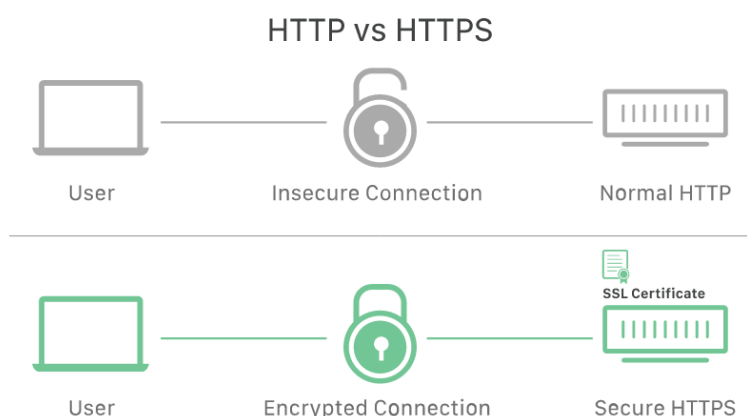 HTTP vs HTTPS
User
Insecure Connection
Normal HTTP
SSL Certificate
User
Encrypted Connection
Secure HTTPS